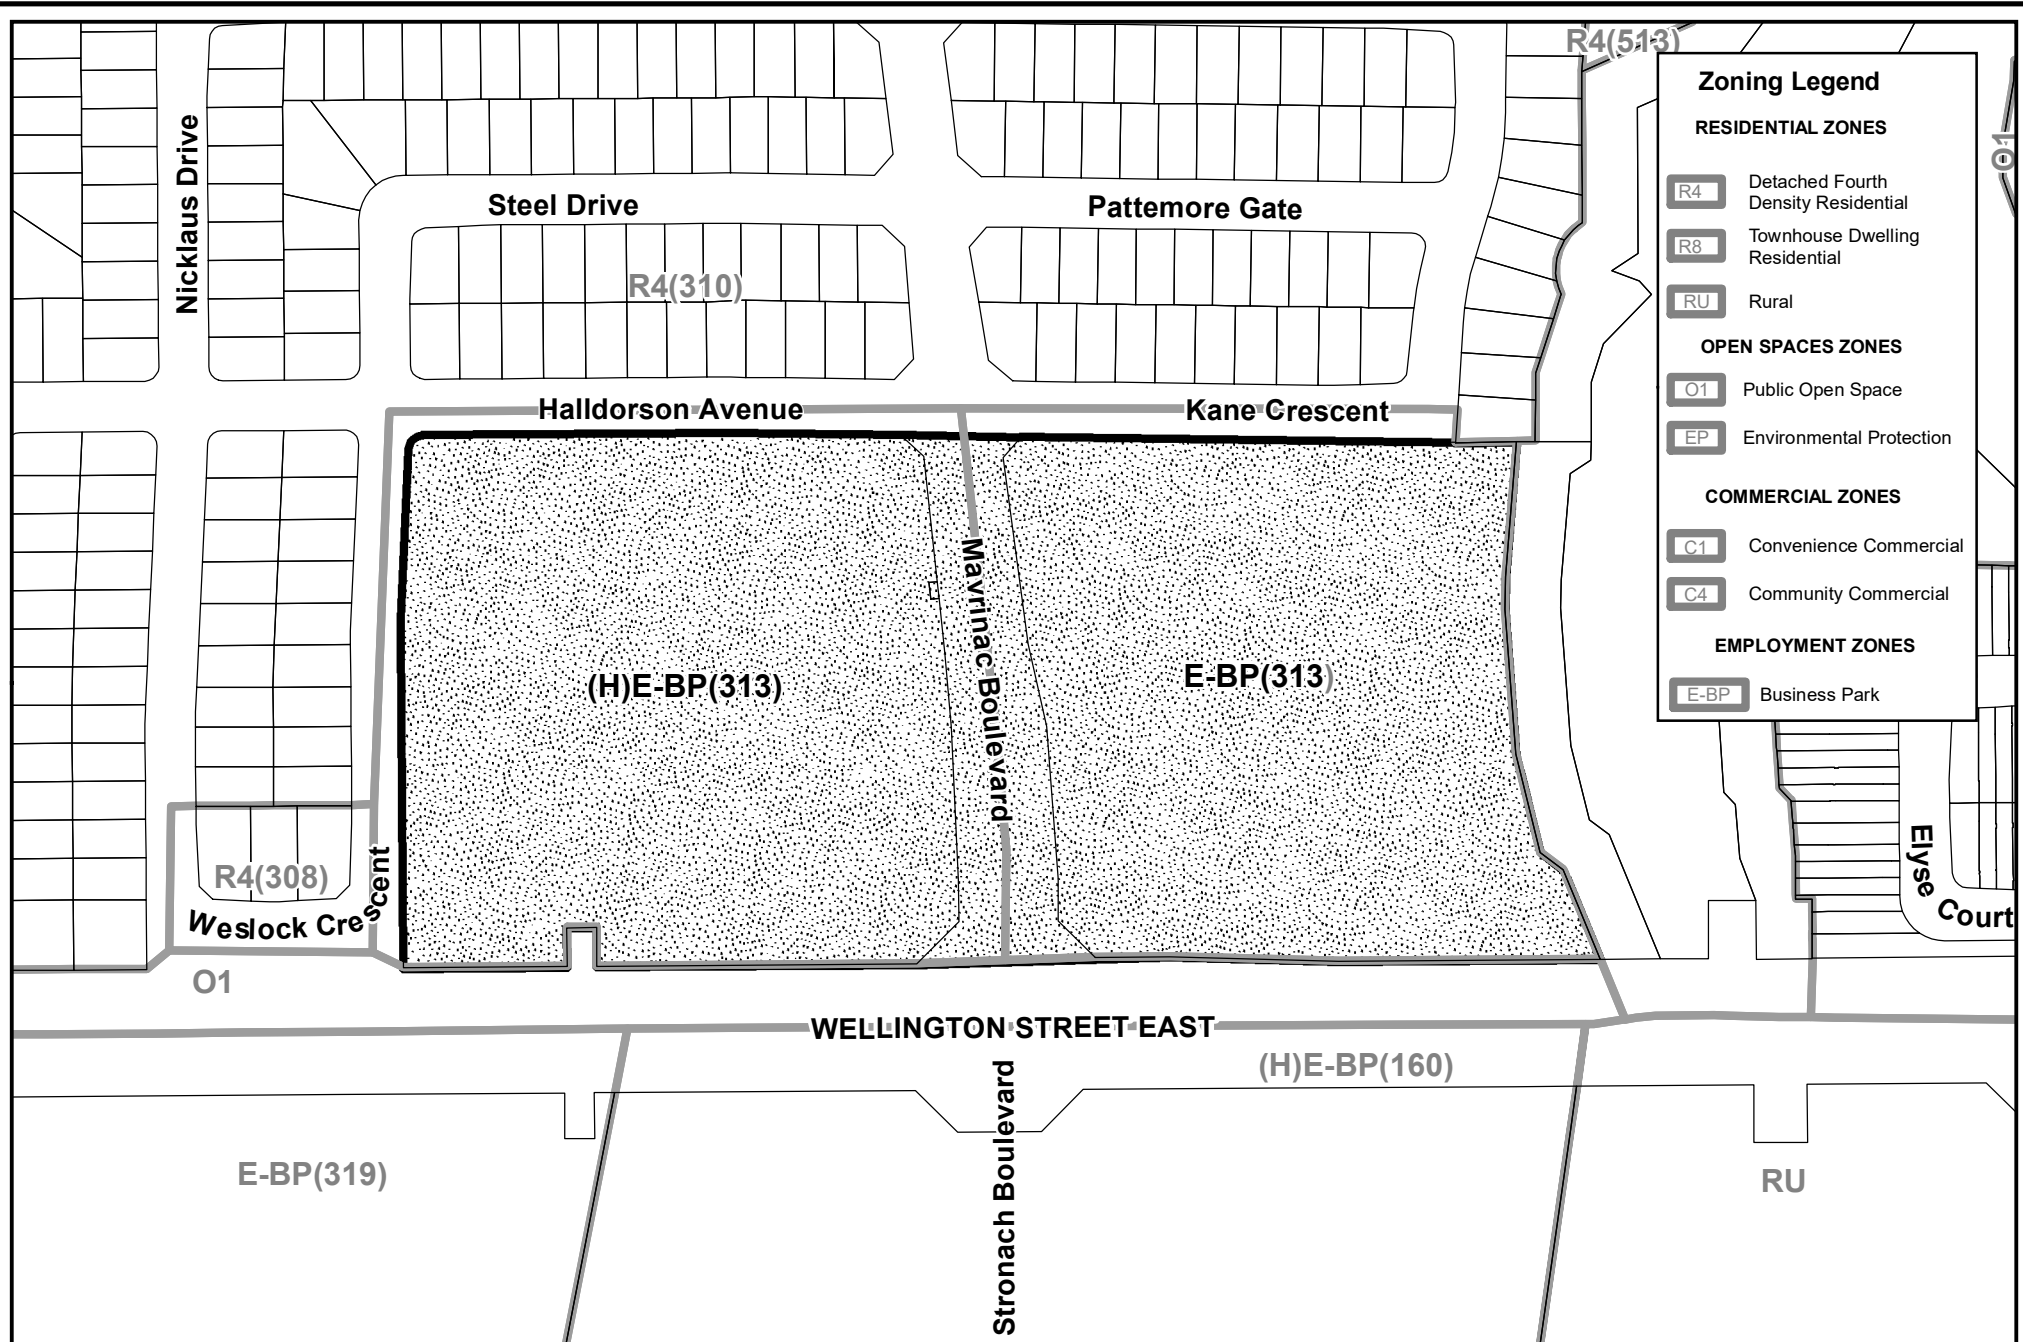 R4(513)
Zoning Legend
RESIDENTIAL ZONES
R4
Detached Fourth
Density Residential
R8
Townhouse Dwelling
Residential
RU
Rural
OPEN SPACES ZONES
O1
Public Open Space
EP
Environmental Protection
COMMERCIAL ZONES
C1
Convenience Commercial
C4
Community Commercial
EMPLOYMENT ZONES
E-BP
Business Park
O1
Nicklaus Drive
Steel Drive
Pattemore Gate
R4(310)
Halldorson Avenue
Kane Crescent
Mavrinac Boulevard
(H)E-BP(313)
E-BP(313)
R4(308)
Weslock Crescent
Elyse Court
O1
WELLINGTON STREET EAST
(H)E-BP(160)
Stronach Boulevard
E-BP(319)
RU